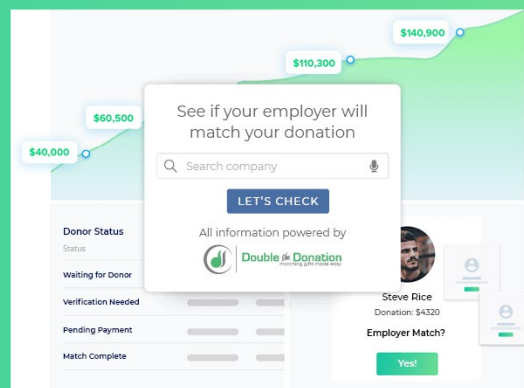 $140,900
$110,300
$60,500
$40,000
See if your employer will
match your donation
Search company
LET'S CHECK
All information powered by
Double the Donation
matching gifts made easy
Donor Status
Status
Waiting for Donor
Verification Needed
Pending Payment
Match Complete
Steve Rice
Donation: $4320
Employer Match?
Yes!